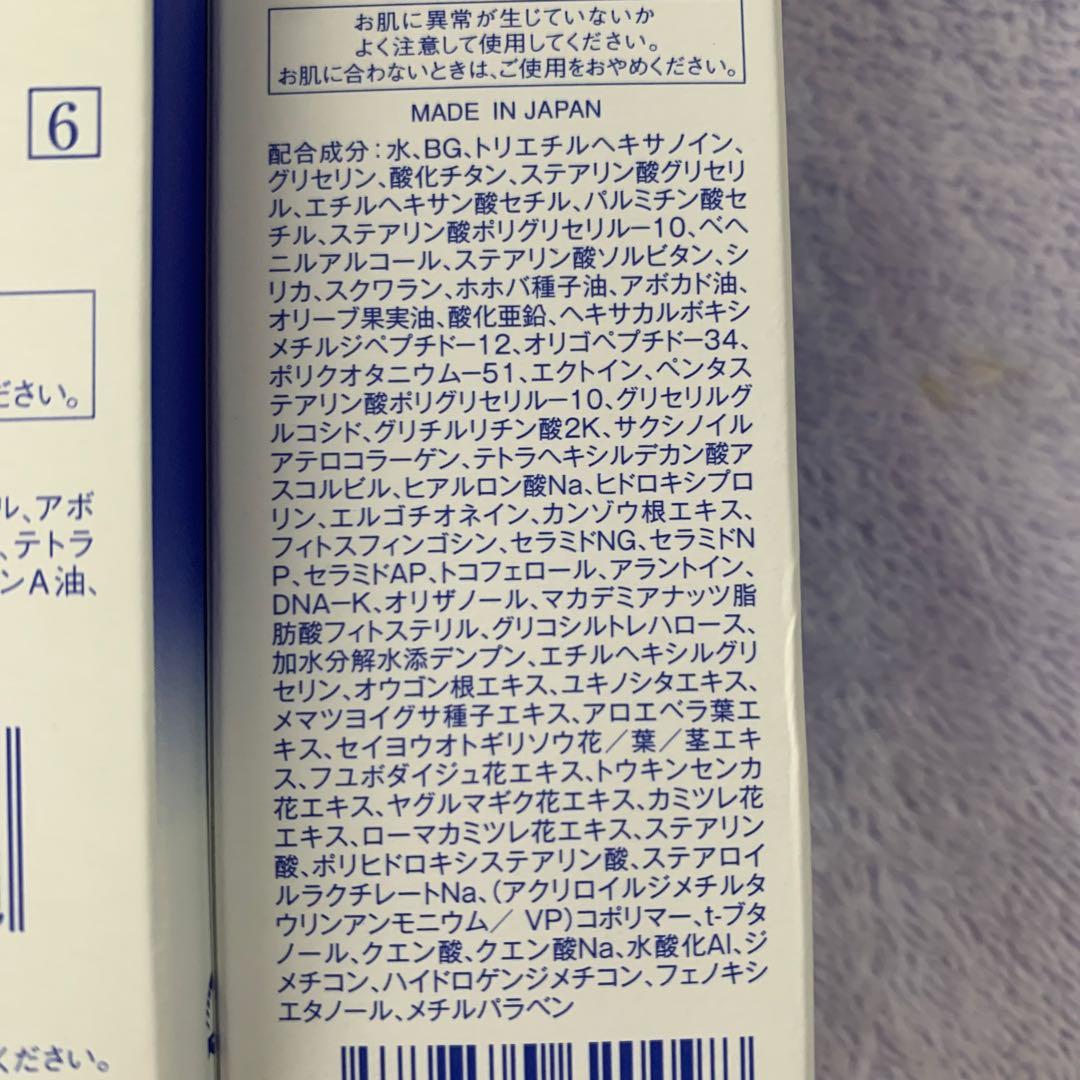 6
ださい。
ル、アボ
、テトラ
ンA油、
ください。
お肌に異常が生じていないか
よく注意して使用してください。
お肌に合わないときは、ご使用をおやめください。
MADE IN JAPAN
配合成分:水、BG、トリエチルヘキサノイン、
グリセリン、酸化チタン、ステアリン酸グリセリ
ル、エチルヘキサン酸セチル、パルミチン酸セ
チル、ステアリン酸ポリグリセリル-10、ベヘ
ニルアルコール、ステアリン酸ソルビタン、シ
リカ、スクワラン、ホホバ種子油、アボカド油、
オリーブ果実油、酸化亜鉛、ヘキサカルボキシ
メチルジペプチド-12、オリゴペプチド-34、
ポリクオタニウム-51、エクトイン、ペンタス
テアリン酸ポリグリセリル-10、グリセリルグ
ルコシド、グリチルリチン酸2K、サクシノイル
アテロコラーゲン、テトラヘキシルデカン酸ア
スコルビル、ヒアルロン酸Na、ヒドロキシプロ
リン、エルゴチオネイン、カンゾウ根エキス、
フィトスフィンゴシン、セラミドNG、セラミドN
P、セラミドAP、トコフェロール、アラントイン、
DNA-K、オリザノール、マカデミアナッツ脂
肪酸フィトステリル、グリコシルトレハロース、
加水分解水添デンプン、エチルヘキシルグリ
セリン、オウゴン根エキス、ユキノシタエキス、
メマツヨイグサ種子エキス、アロエベラ葉エ
キス、セイヨウオトギリソウ花/葉/茎エキ
ス、フユボダイジュ花エキス、トウキンセンカ
花エキス、ヤグルマギク花エキス、カミツレ花
エキス、ローマカミツレ花エキス、ステアリン
酸、ポリヒドロキシステアリン酸、ステアロイ
ルラクチレートNa、(アクリロイルジメチルタ
ウリンアンモニウム/ VP)コポリマー、t-ブタ
ノール、クエン酸、クエン酸Na、水酸化Al、ジ
メチコン、ハイドロゲンジメチコン、フェノキシ
エタノール、メチルパラベン